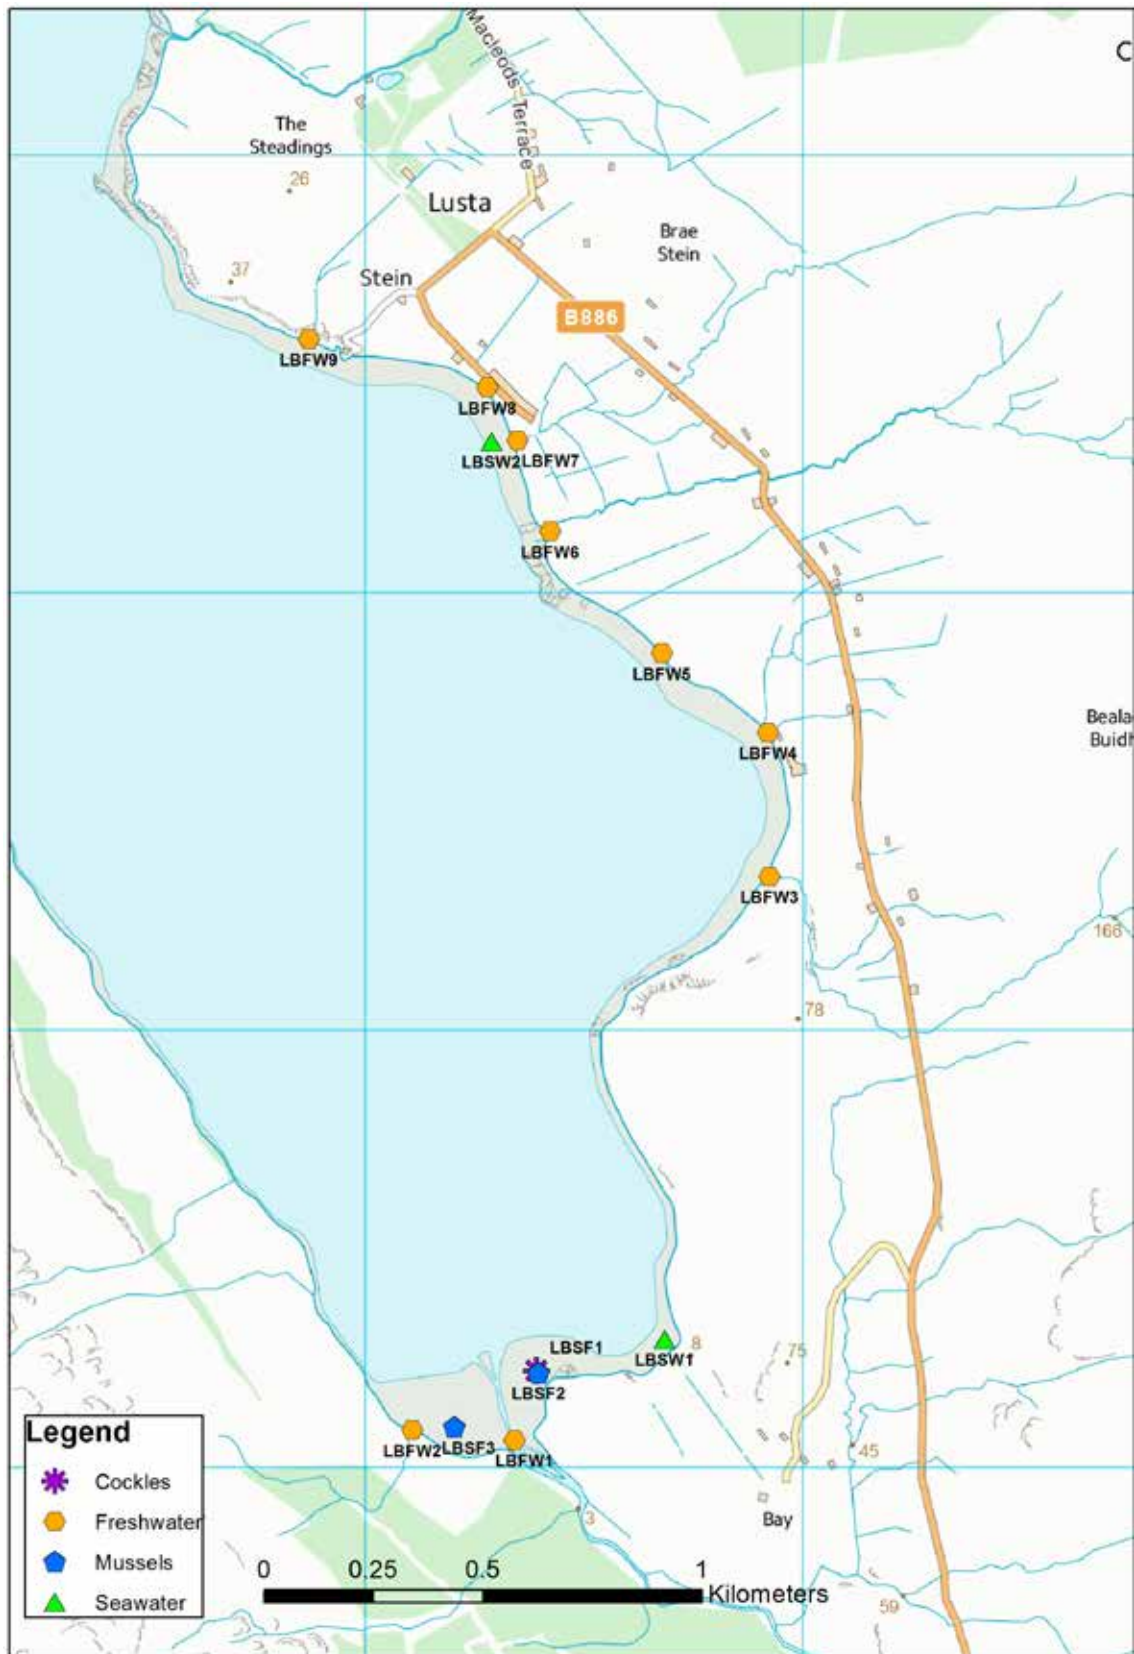 C
Macleods Terrace
The
Steadings
26
Lusta
Brae
Stein
37
Stein
B886
LBFW9
LBFW8
LBSW2
LBFW7
LBFW6
LBFW5
LBFW4
Beala
Buidh
LBFW3
166
78
LBSF1
LBSW1
8
75
LBSF2
Legend
LBFW2
LBSF3
LBFW1
45
Cockles
Freshwater
Mussels
Seawater
3
Bay
0
0.25
0.5
1
Kilometers
59